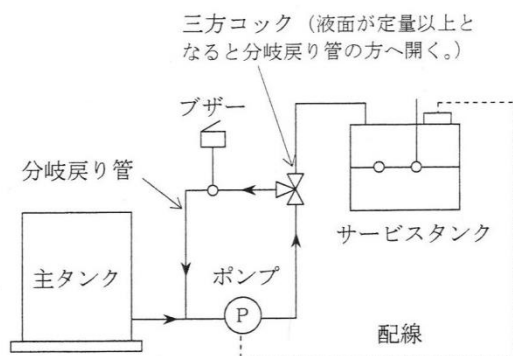 三方コック（液面が定量以上と
なると分岐戻り管の方へ開く。）
ブザー
分岐戻り管
サービスタンク
主タンク
ポンプ
P
配線